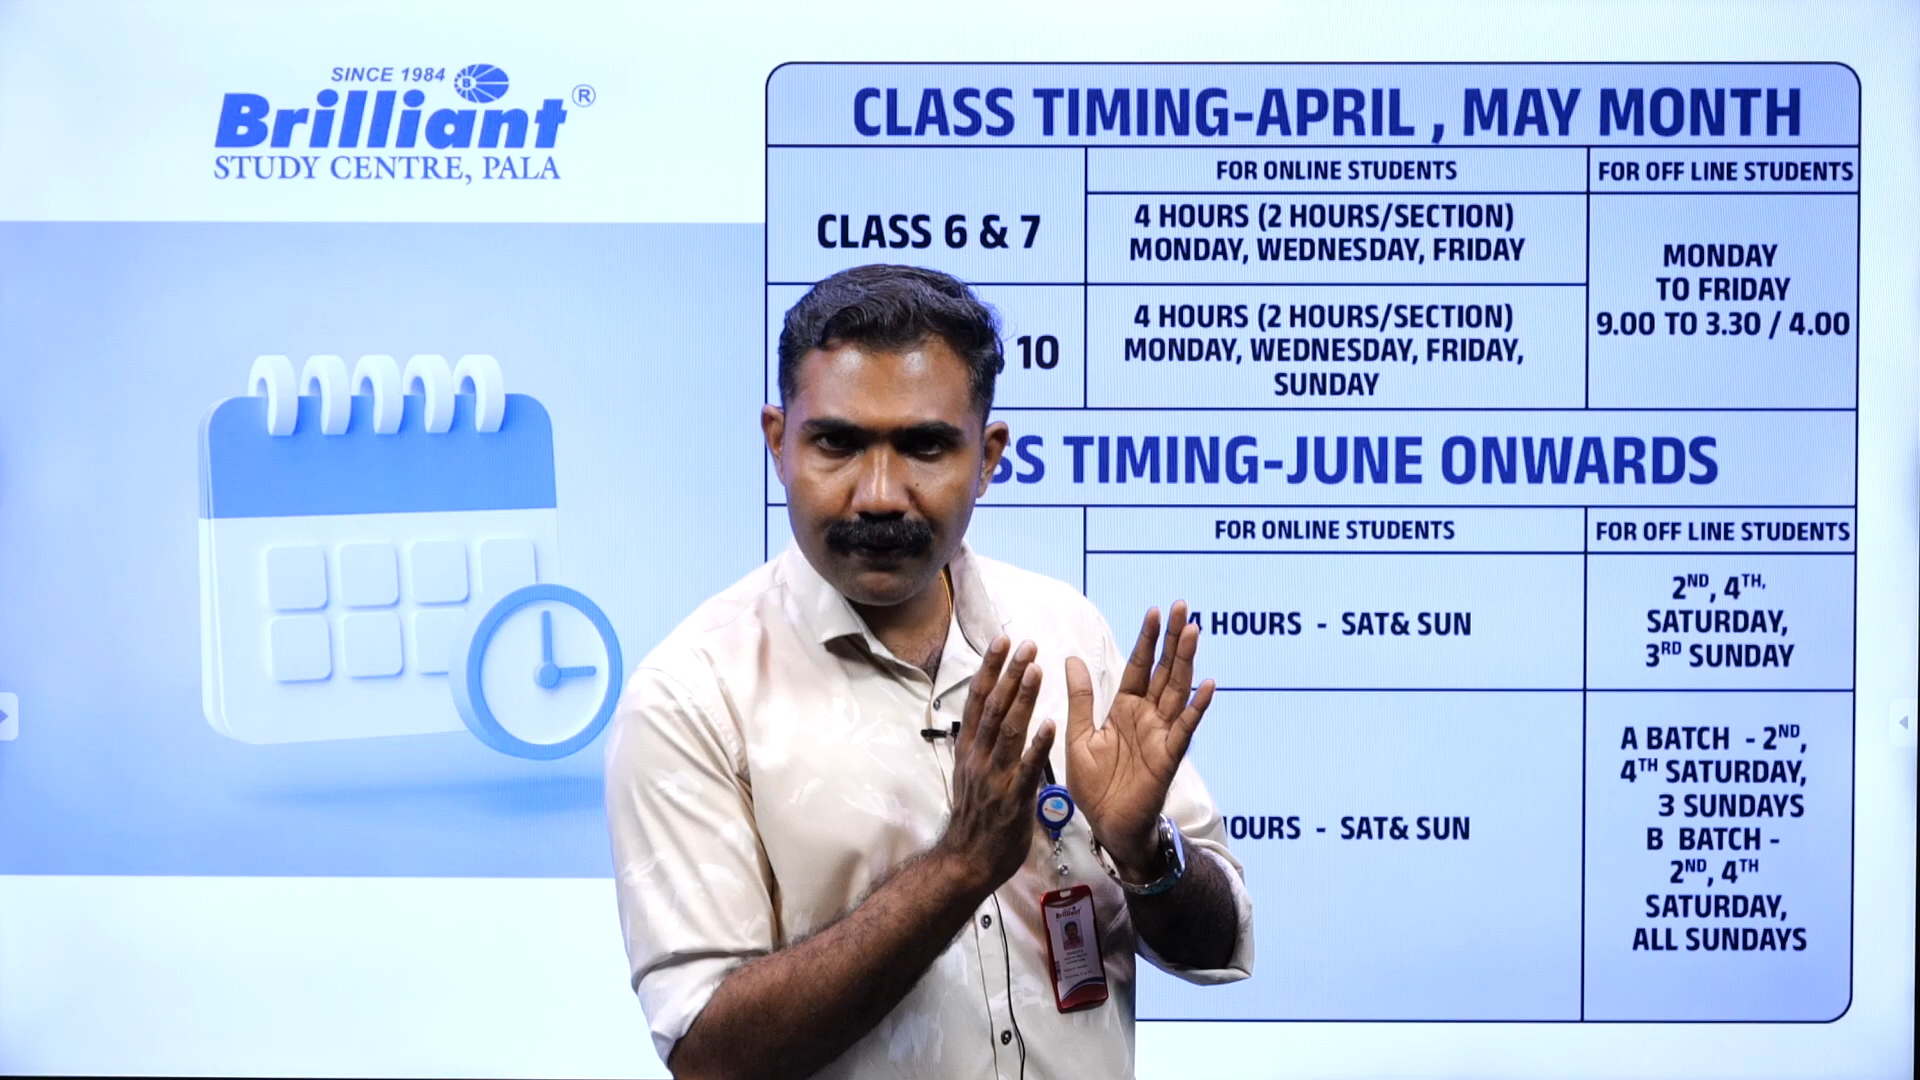 SINCE 1984
Brilliant ®
STUDY CENTRE, PALA
CLASS TIMING-APRIL , MAY MONTH
FOR ONLINE STUDENTS
FOR OFF LINE STUDENTS
CLASS 6 & 7
4 HOURS (2 HOURS/SECTION)
MONDAY, WEDNESDAY, FRIDAY
MONDAY
TO FRIDAY
9.00 TO 3.30 / 4.00
10
4 HOURS (2 HOURS/SECTION)
MONDAY, WEDNESDAY, FRIDAY,
SUNDAY
TIMING-JUNE ONWARDS
FOR ONLINE STUDENTS
FOR OFF LINE STUDENTS
4 HOURS - SAT& SUN
2ND, 4TH,
SATURDAY,
3RD SUNDAY
HOURS - SAT& SUN
A BATCH - 2ND,
4TH SATURDAY,
3 SUNDAYS
B BATCH -
2ND, 4TH
SATURDAY,
ALL SUNDAYS
Brilliant